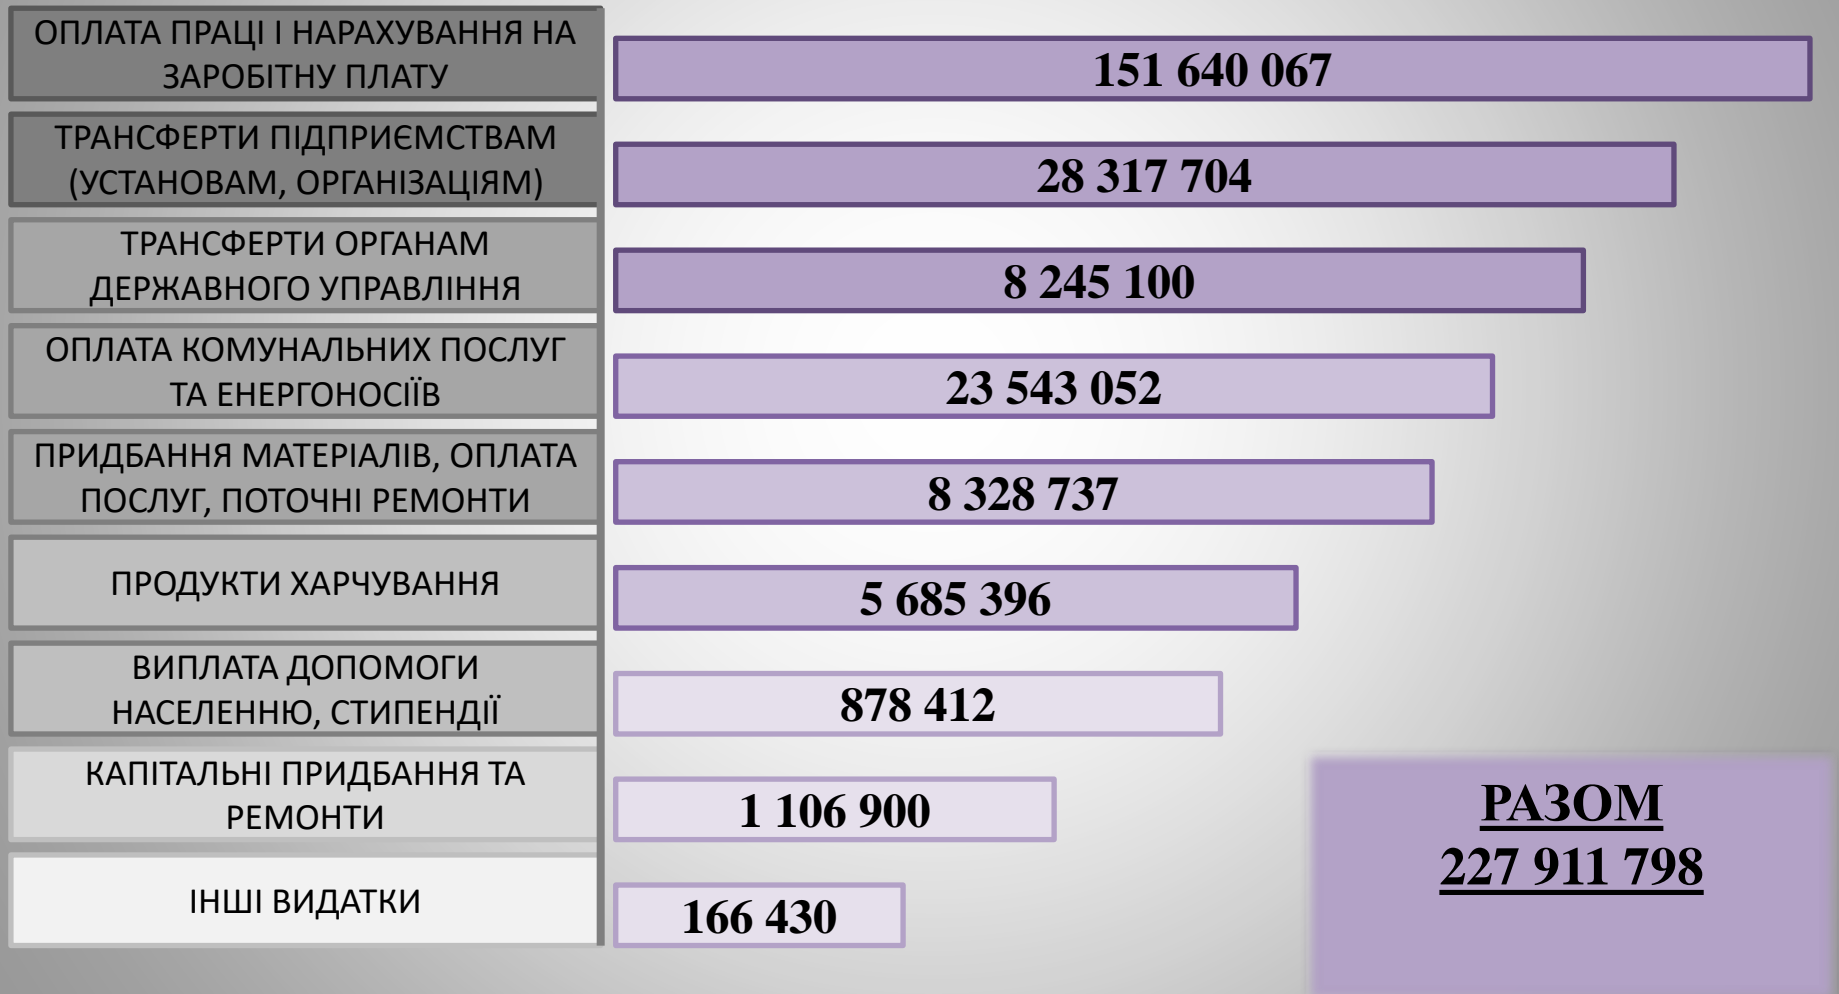 ОПЛАТА ПРАЦІ І НАРАХУВАННЯ НА
ЗАРОБІТНУ ПЛАТУ
151 640 067
ТРАНСФЕРТИ ПІДПРИЄМСТВАМ
(УСТАНОВАМ, ОРГАНІЗАЦІЯМ)
28 317 704
ТРАНСФЕРТИ ОРГАНАМ
ДЕРЖАВНОГО УПРАВЛІННЯ
8 245 100
ОПЛАТА КОМУНАЛЬНИХ ПОСЛУГ
ТА ЕНЕРГОНОСІЇВ
23 543 052
ПРИДБАННЯ МАТЕРІАЛІВ, ОПЛАТА
ПОСЛУГ, ПОТОЧНІ РЕМОНТИ
8 328 737
ПРОДУКТИ ХАРЧУВАННЯ
5 685 396
ВИПЛАТА ДОПОМОГИ
НАСЕЛЕННЮ, СТИПЕНДІЇ
878 412
КАПІТАЛЬНІ ПРИДБАННЯ ТА
РЕМОНТИ
1 106 900
ІНШІ ВИДАТКИ
166 430
РАЗОМ
227 911 798